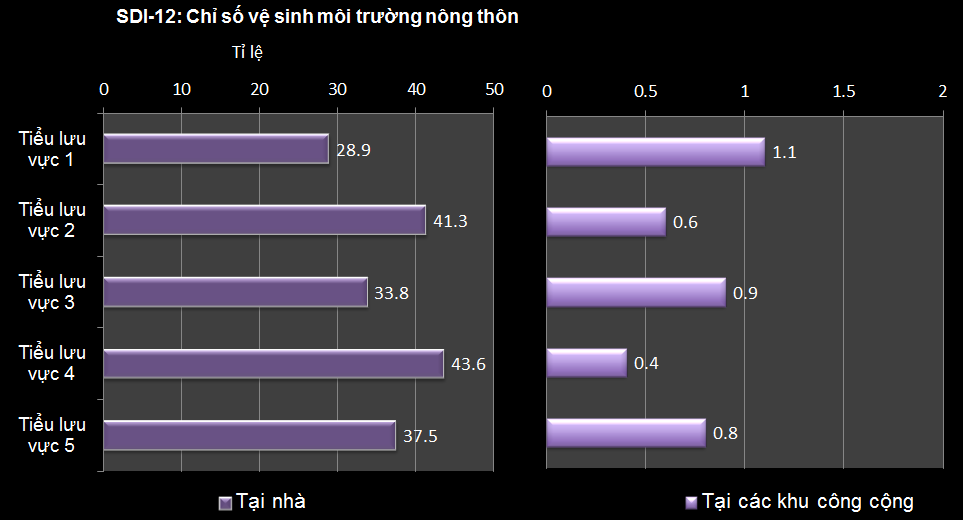 SDI-12: Chỉ số vệ sinh môi trường nông thôn
Tỉ lệ
0 10 20 30 40 50
0 0.5 1 1.5 2
Tiểu lưu
vực 1
28.9
1.1
Tiểu lưu
vực 2
41.3
0.6
Tiểu lưu
vực 3
33.8
0.9
Tiểu lưu
vực 4
43.6
0.4
Tiểu lưu
vực 5
37.5
0.8
Tại nhà
Tại các khu công cộng